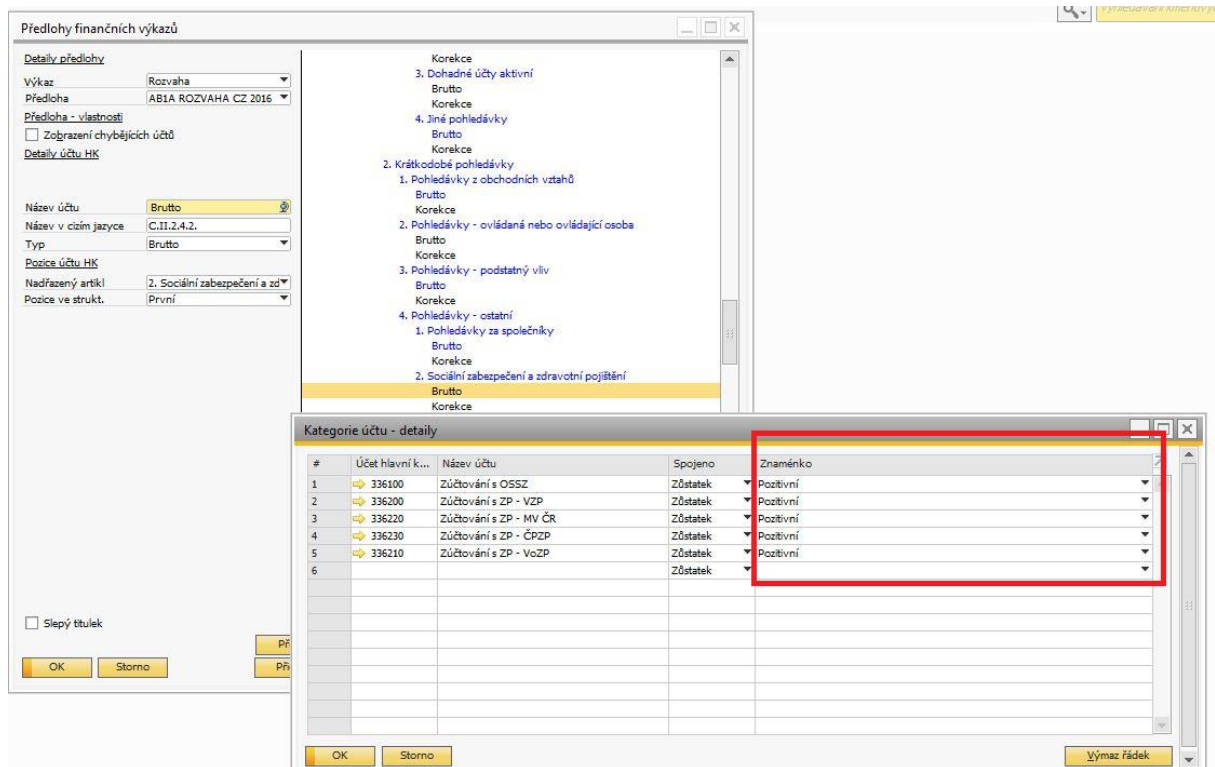 Předlohy finančních výkazů
Detaily předlohy
Výkaz Rozvaha
Předloha AB1A ROZVAHA CZ 2016
Předloha - vlastnosti
Zobrazení chybějících účtů
Detaily účtu HK
Název účtu Brutto
Název v cizím jazyce C.II.2.4.2.
Typ Brutto
Pozice účtu HK
Nadřazený artikl 2. Sociální zabezpečení a zd
Pozice ve strukt. První
Slepý titulek
OK Storno
Korekce
3. Dohadné účty aktivní
Brutto
Korekce
4. Jiné pohledávky
Brutto
Korekce
2. Krátkodobé pohledávky
1. Pohledávky z obchodních vztahů
Brutto
Korekce
2. Pohledávky - ovládaná nebo ovládající osoba
Brutto
Korekce
3. Pohledávky - podstatný vliv
Brutto
Korekce
4. Pohledávky - ostatní
1. Pohledávky za společníky
Brutto
Korekce
2. Sociální zabezpečení a zdravotní pojištění
Brutto
Korekce
Kategorie účtu - detaily
# Účet hlavní k... Název účtu Spojeno Znaménko
1 336100 Zúčtování s OSSZ Zůstatek Pozitivní
2 336200 Zúčtování s ZP - VZP Zůstatek Pozitivní
3 336220 Zúčtování s ZP - MV ČR Zůstatek Pozitivní
4 336230 Zúčtování s ZP - ČPZP Zůstatek Pozitivní
5 336210 Zúčtování s ZP - VoZP Zůstatek Pozitivní
6 Zůstatek
OK Storno Výmaz řádek